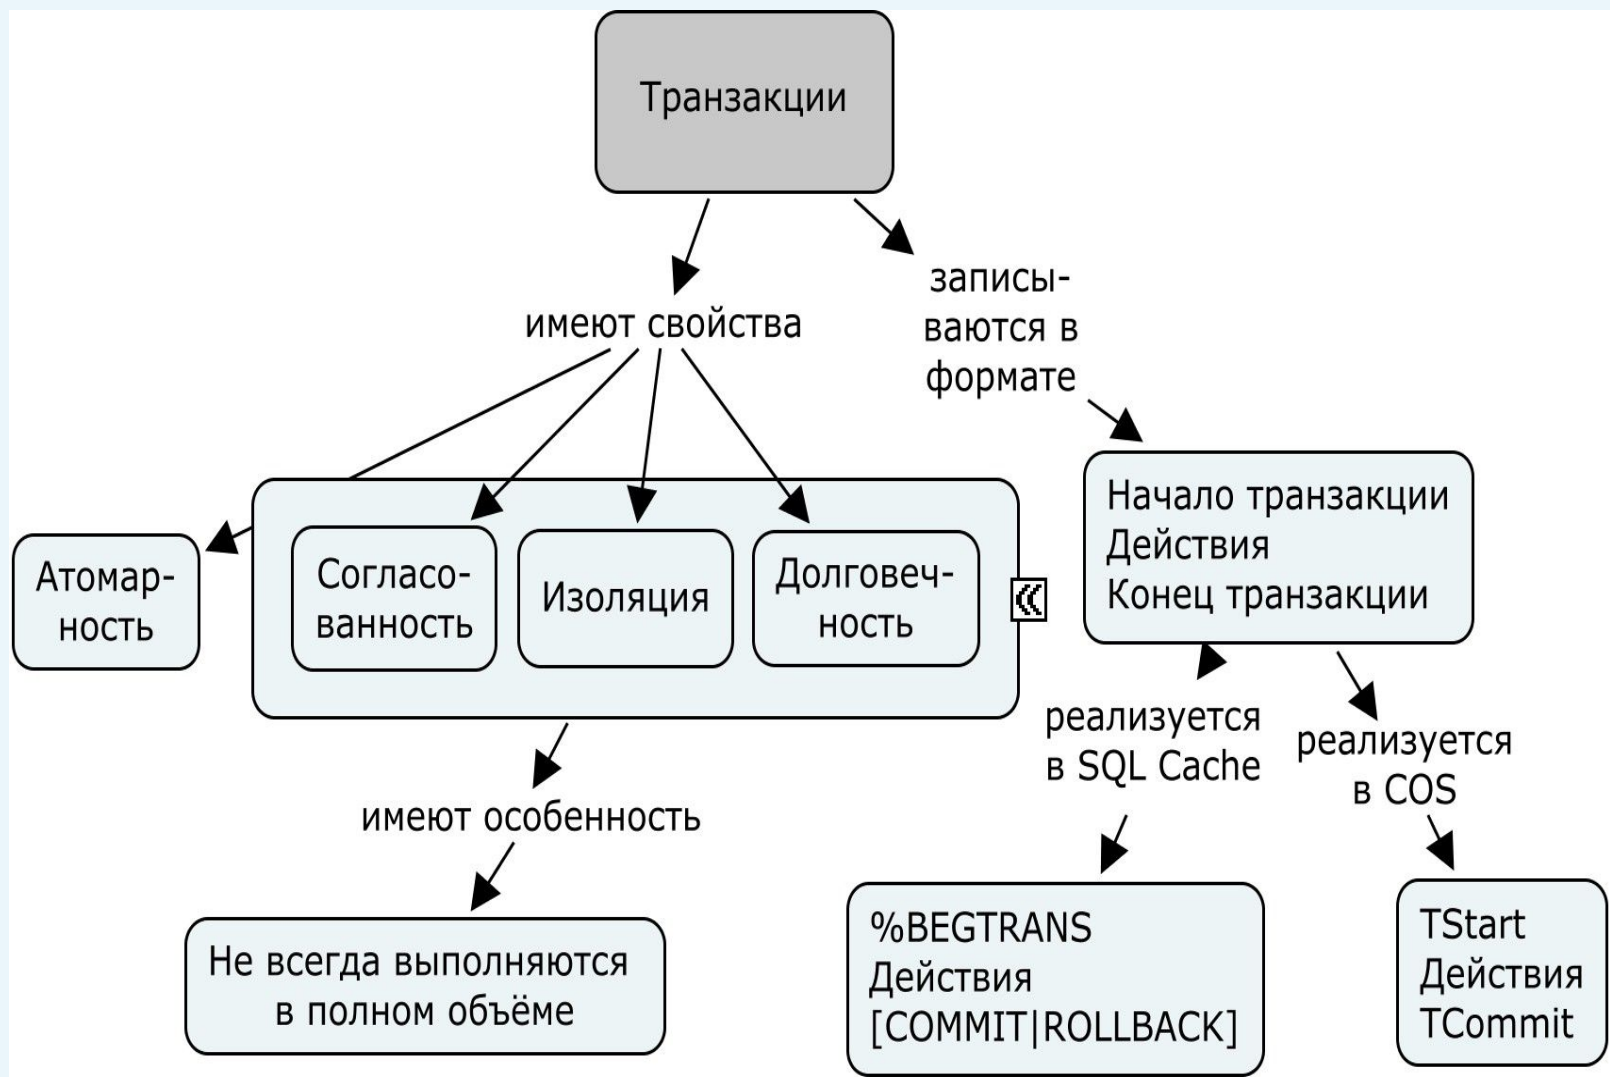 Транзакции
имеют свойства
записы-
ваются в
формате
Атомар-
ность
Согласо-
ванность
Изоляция
Долговеч-
ность
Начало транзакции
Действия
Конец транзакции
имеют особенность
Не всегда выполняются
в полном объёме
реализуется
в SQL Cache
реализуется
в COS
%BEGTRANS
Действия
[COMMIT|ROLLBACK]
TStart
Действия
TCommit